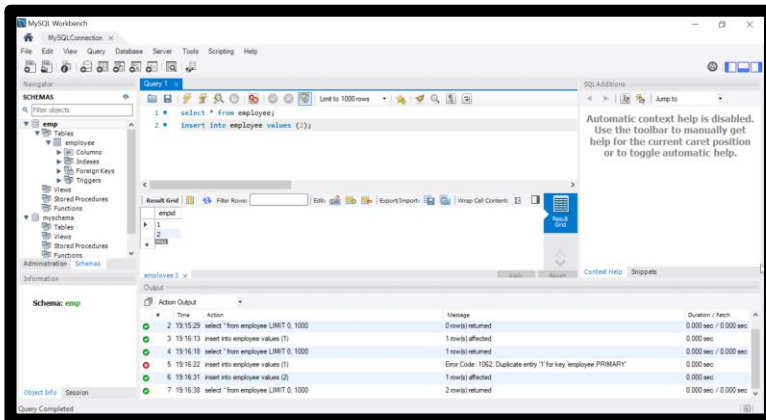 MySQL Workbench
MySQLConnection ×
File Edit View Query Database Server Tools Scripting Help
Navigator
SCHEMAS
Filter objects
emp
Tables
employee
Columns
Indexes
Foreign Keys
Triggers
Views
Stored Procedures
Functions
myschema
Tables
Views
Stored Procedures
Functions
Administration Schemas
Information
Schema: emp
Object Info Session
Query Completed
Query 1 ×
Limit to 1000 rows
1 select * from employee;
2 insert into employee values (2);
Result Grid Filter Rows: Edit: Export/Import: Wrap Cell Content:
empid
1
2
NULL
Result
Grid
employee 3
Apply Revert
SQL Additions
Jump to
Automatic context help is disabled.
Use the toolbar to manually get
help for the current caret position
or to toggle automatic help.
Context Help Snippets
Output
Action Output
# Time Action Message Duration / Fetch
2 19:15:29 select * from employee LIMIT 0, 1000 0 row(s) returned 0.000 sec / 0.000 sec
3 19:16:13 insert into employee values (1) 1 row(s) affected 0.000 sec
4 19:16:18 select * from employee LIMIT 0, 1000 1 row(s) returned 0.000 sec / 0.000 sec
5 19:16:22 insert into employee values (1) Error Code: 1062. Duplicate entry '1' for key 'employee.PRIMARY' 0.000 sec
6 19:16:31 insert into employee values (2) 1 row(s) affected 0.000 sec
7 19:16:38 select * from employee LIMIT 0, 1000 2 row(s) returned 0.000 sec / 0.000 sec